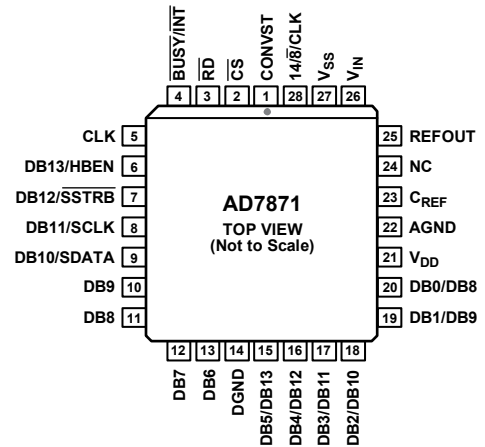 BUSY/INT
RD
CS
CONVST
14/8/CLK
VSS
VIN
4
3
2
1
28
27
26
CLK 5
DB13/HBEN 6
DB12/SSTRB 7
DB11/SCLK 8
DB10/SDATA 9
DB9 10
DB8 11
AD7871
TOP VIEW
(Not to Scale)
25 REFOUT
24 NC
23 CREF
22 AGND
21 VDD
20 DB0/DB8
19 DB1/DB9
12
13
14
15
16
17
18
DB7
DB6
DGND
DB5/DB13
DB4/DB12
DB3/DB11
DB2/DB10